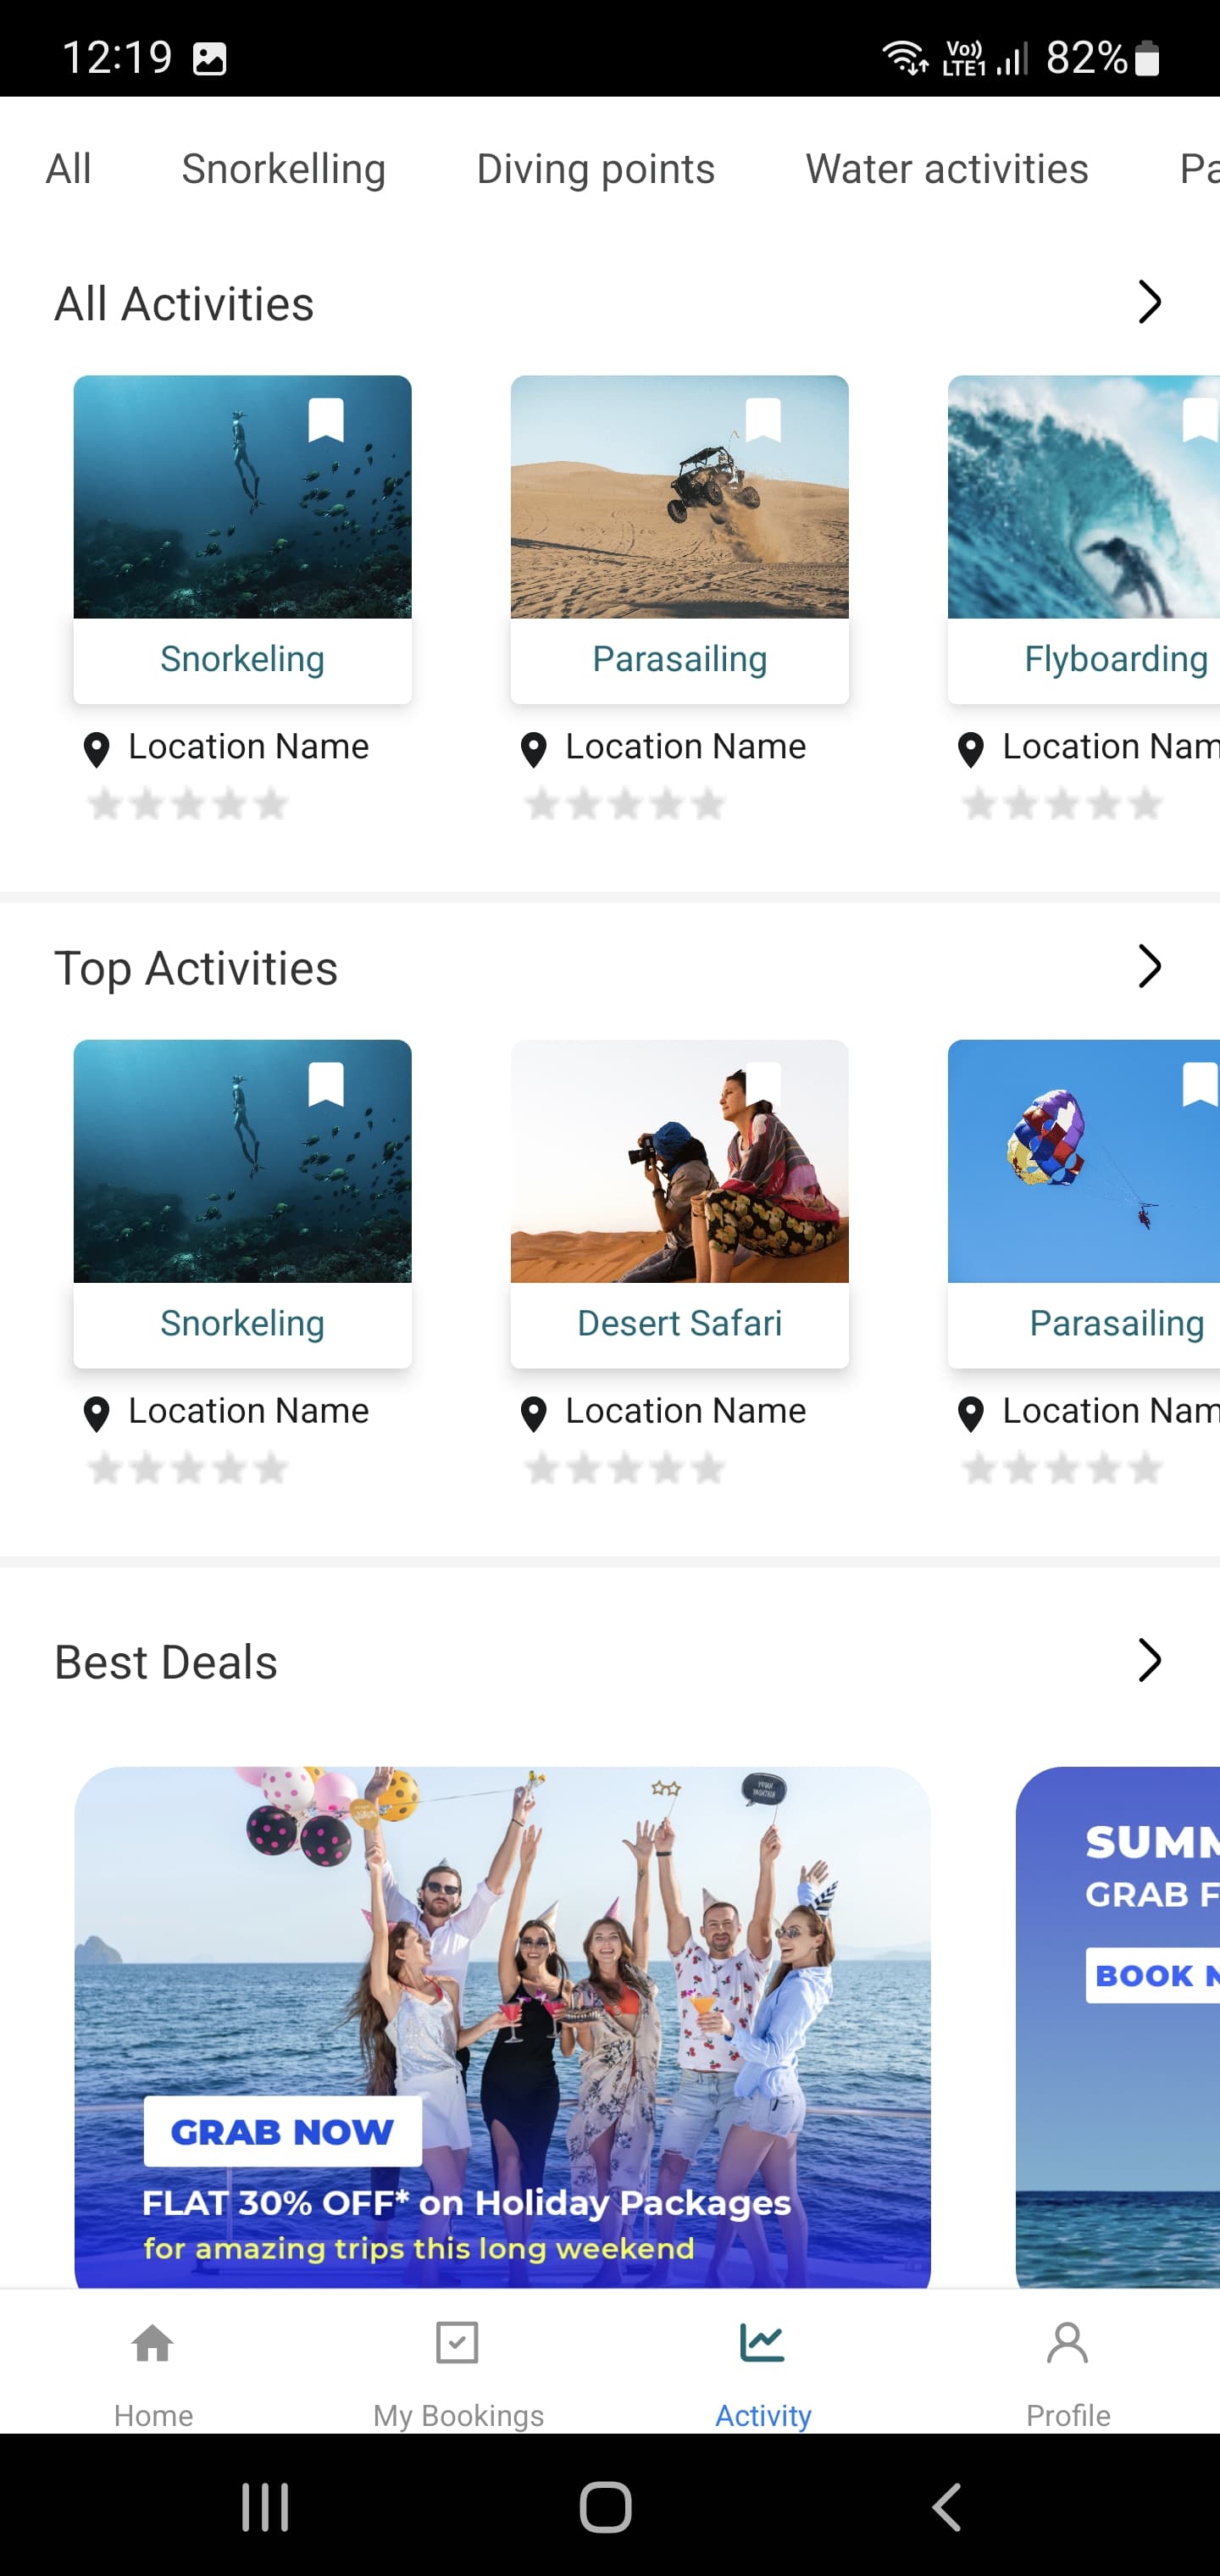 12:19 Vo)) LTE1 82%
All Snorkelling Diving points Water activities Pa
All Activities
Snorkeling Parasailing Flyboarding
Location Name Location Name Location Nam
Top Activities
Snorkeling Desert Safari Parasailing
Location Name Location Name Location Nam
Best Deals
SUMM
GRAB F
BOOK N
GRAB NOW
FLAT 30% OFF* on Holiday Packages
for amazing trips this long weekend
Home My Bookings Activity Profile